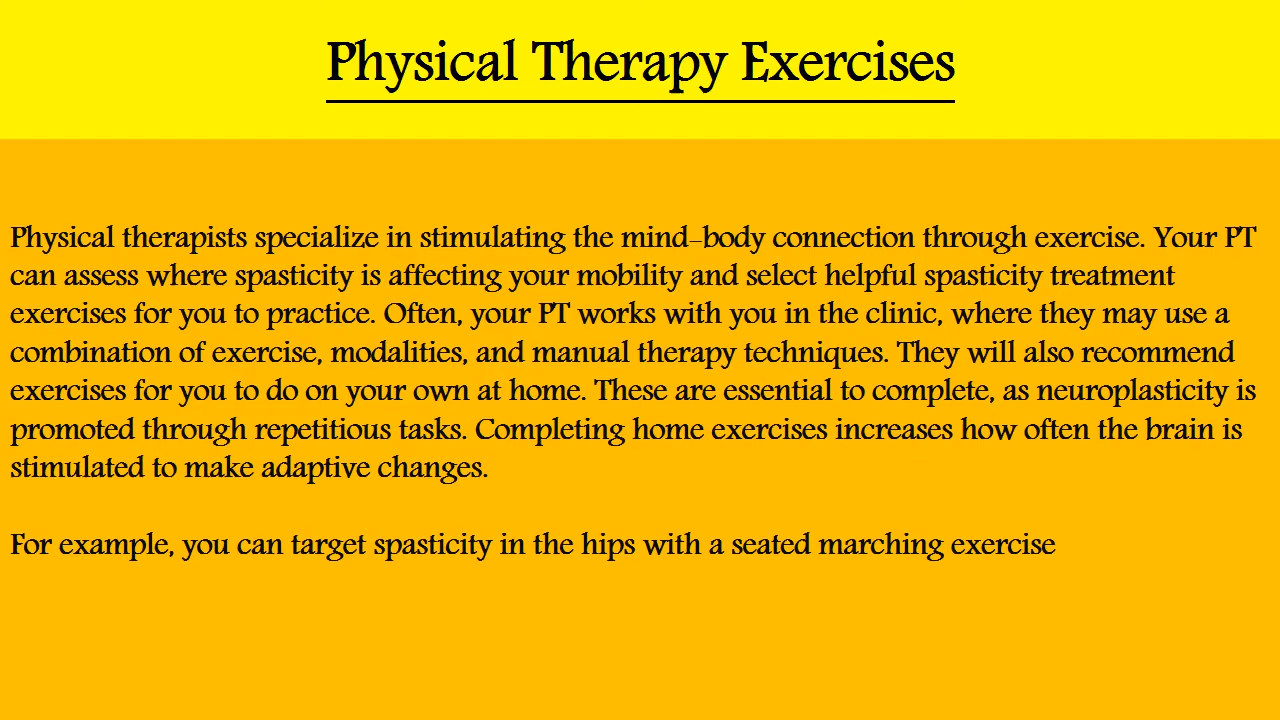 Physical Therapy Exercises
Physical therapists specialize in stimulating the mind-body connection through exercise. Your PT
can assess where spasticity is affecting your mobility and select helpful spasticity treatment
exercises for you to practice. Often, your PT works with you in the clinic, where they may use a
combination of exercise, modalities, and manual therapy techniques. They will also recommend
exercises for you to do on your own at home. These are essential to complete, as neuroplasticity is
promoted through repetitious tasks. Completing home exercises increases how often the brain is
stimulated to make adaptive changes.
For example, you can target spasticity in the hips with a seated marching exercise